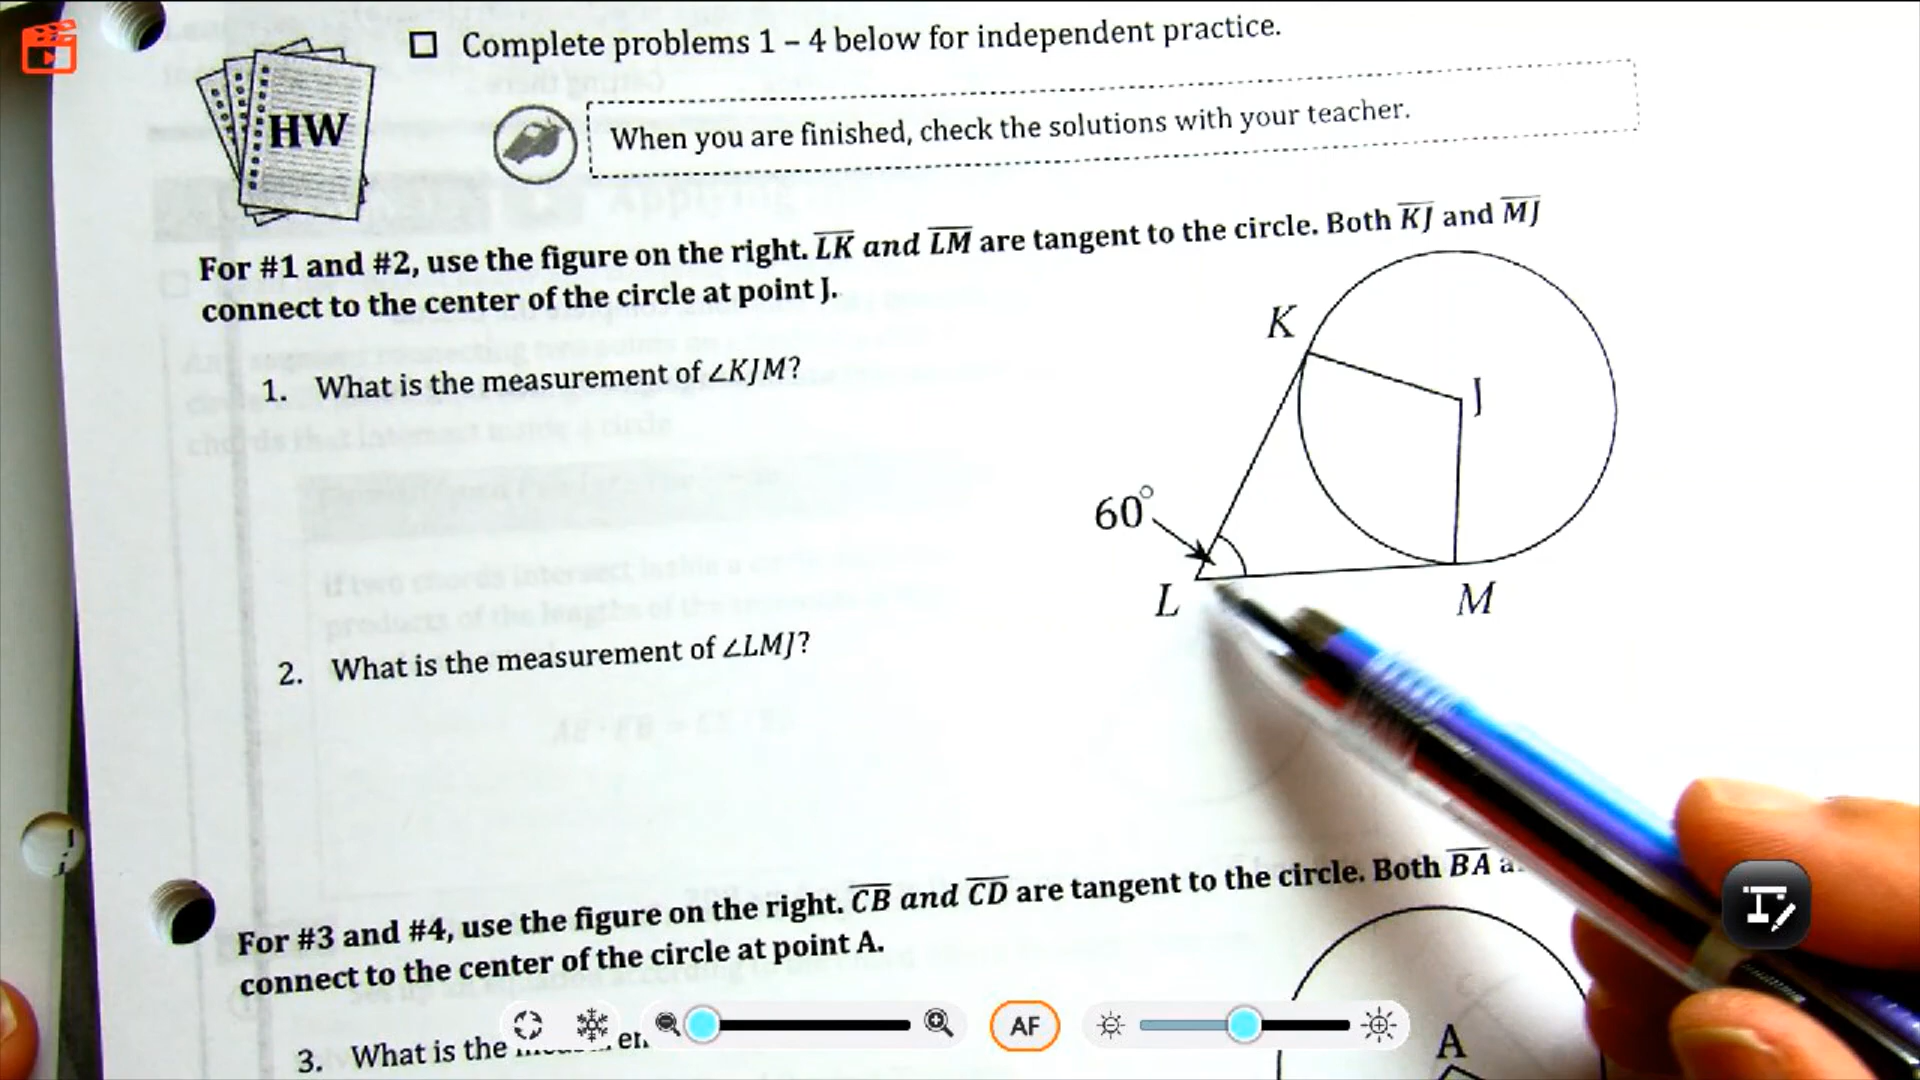 Complete problems 1 – 4 below for independent practice.
HW
When you are finished, check the solutions with your teacher.
For #1 and #2, use the figure on the right. LK and LM are tangent to the circle. Both KJ and MJ
connect to the center of the circle at point J.
1. What is the measurement of ∠KJM?
K
J
60°
L
M
2. What is the measurement of ∠LMJ?
For #3 and #4, use the figure on the right. CB and CD are tangent to the circle. Both BA
connect to the center of the circle at point A.
3. What is the
A
AF